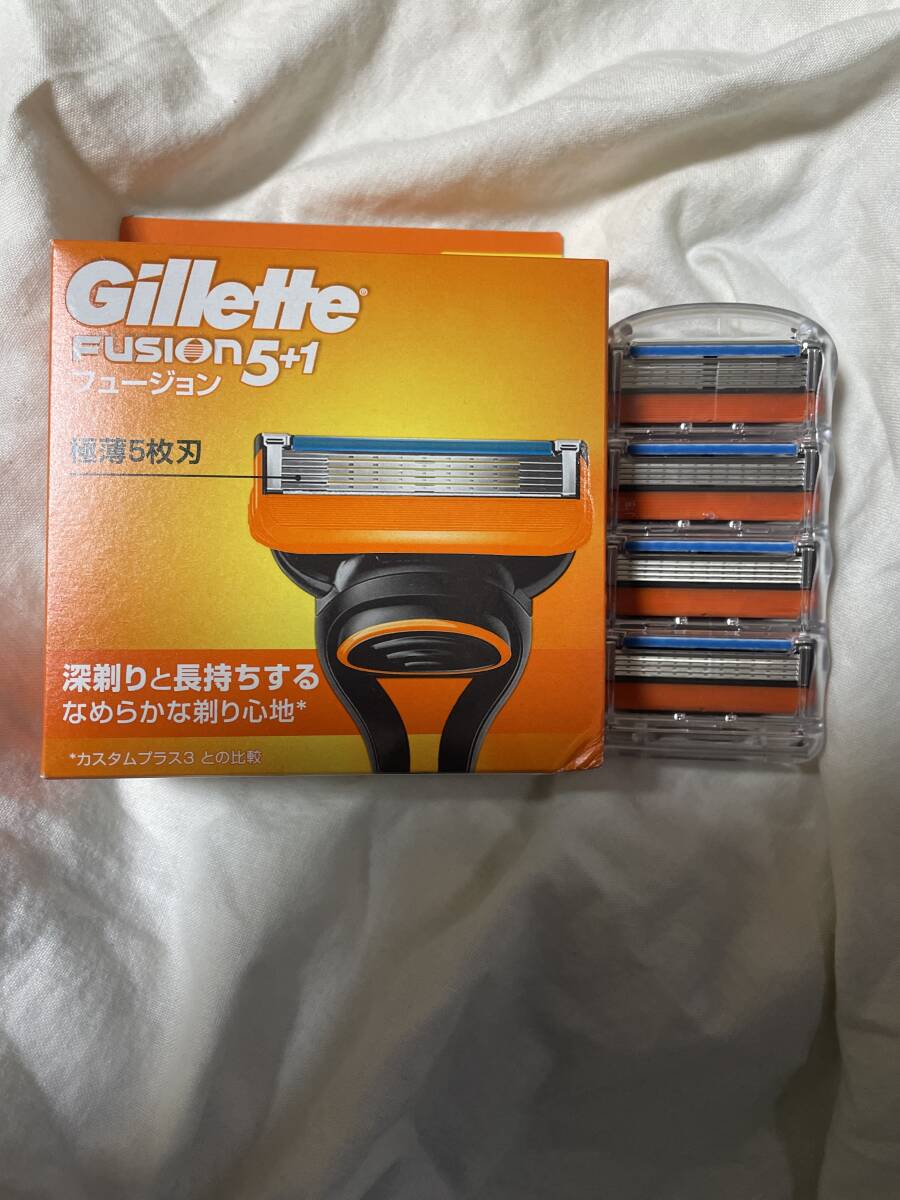 Gillette®
FUSION5+1
フュージョン
極薄5枚刃
深剃りと長持ちする
なめらかな剃り心地*
*カスタムプラス3 との比較